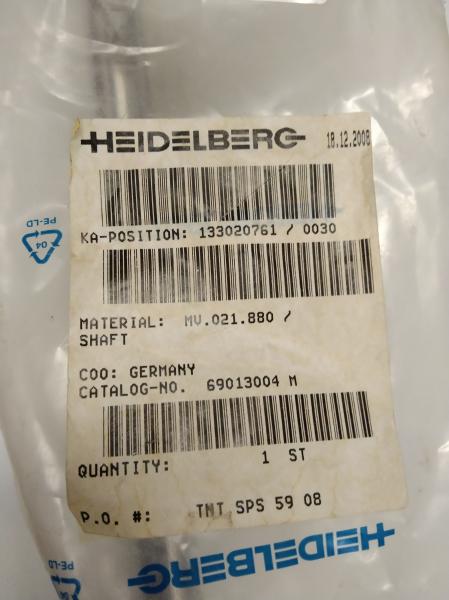 HEIDELBERG 18.12.2008
KA-POSITION: 133020761 / 0030
MATERIAL: MV.021.880 /
SHAFT
COO: GERMANY
CATALOG-NO. 69013004 M
QUANTITY: 1 ST
P.O. #: TMT SPS 59 08
HEIDELBERG
04
PE-LD
PE-LD